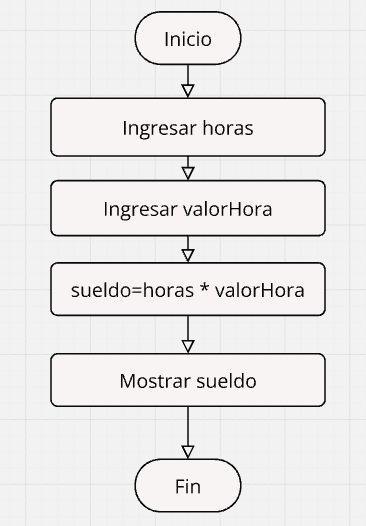 Inicio
Ingresar horas
Ingresar valorHora
sueldo=horas * valorHora
Mostrar sueldo
Fin